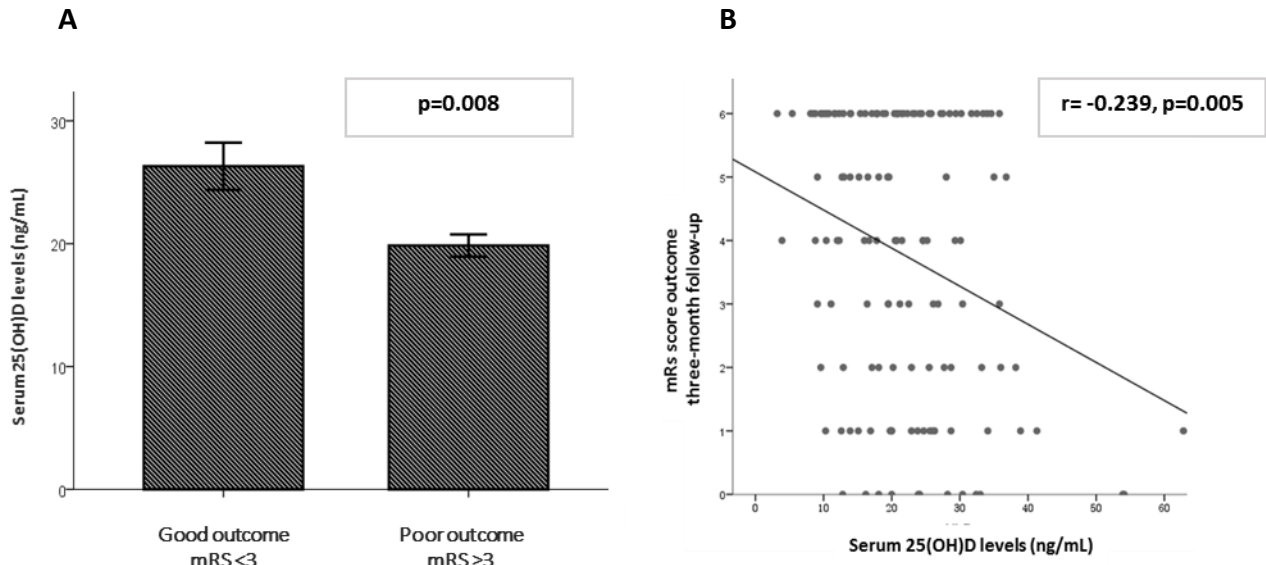 A
p=0.008
Serum 25(OH)D levels (ng/mL)
30
20
10
0
Good outcome
mRS<3
Poor outcome
mRS>3
B
r= -0.239, p=0.005
mRs score outcome
three-month follow-up
6
5
4
3
2
1
0
0 10 20 30 40 50 60
Serum 25(OH)D levels (ng/mL)